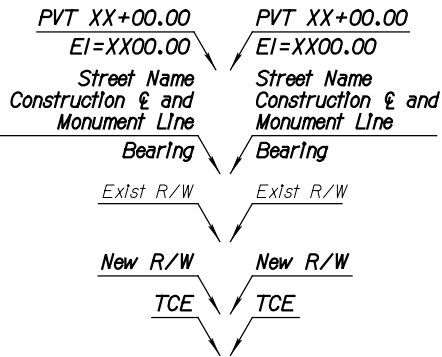 PVT XX+00.00 PVT XX+00.00
El=XX00.00 El=XX00.00
Street Name Street Name
Construction ℄ and Construction ℄ and
Monument Line Monument Line
Bearing Bearing
Exist R/W Exist R/W
New R/W New R/W
TCE TCE